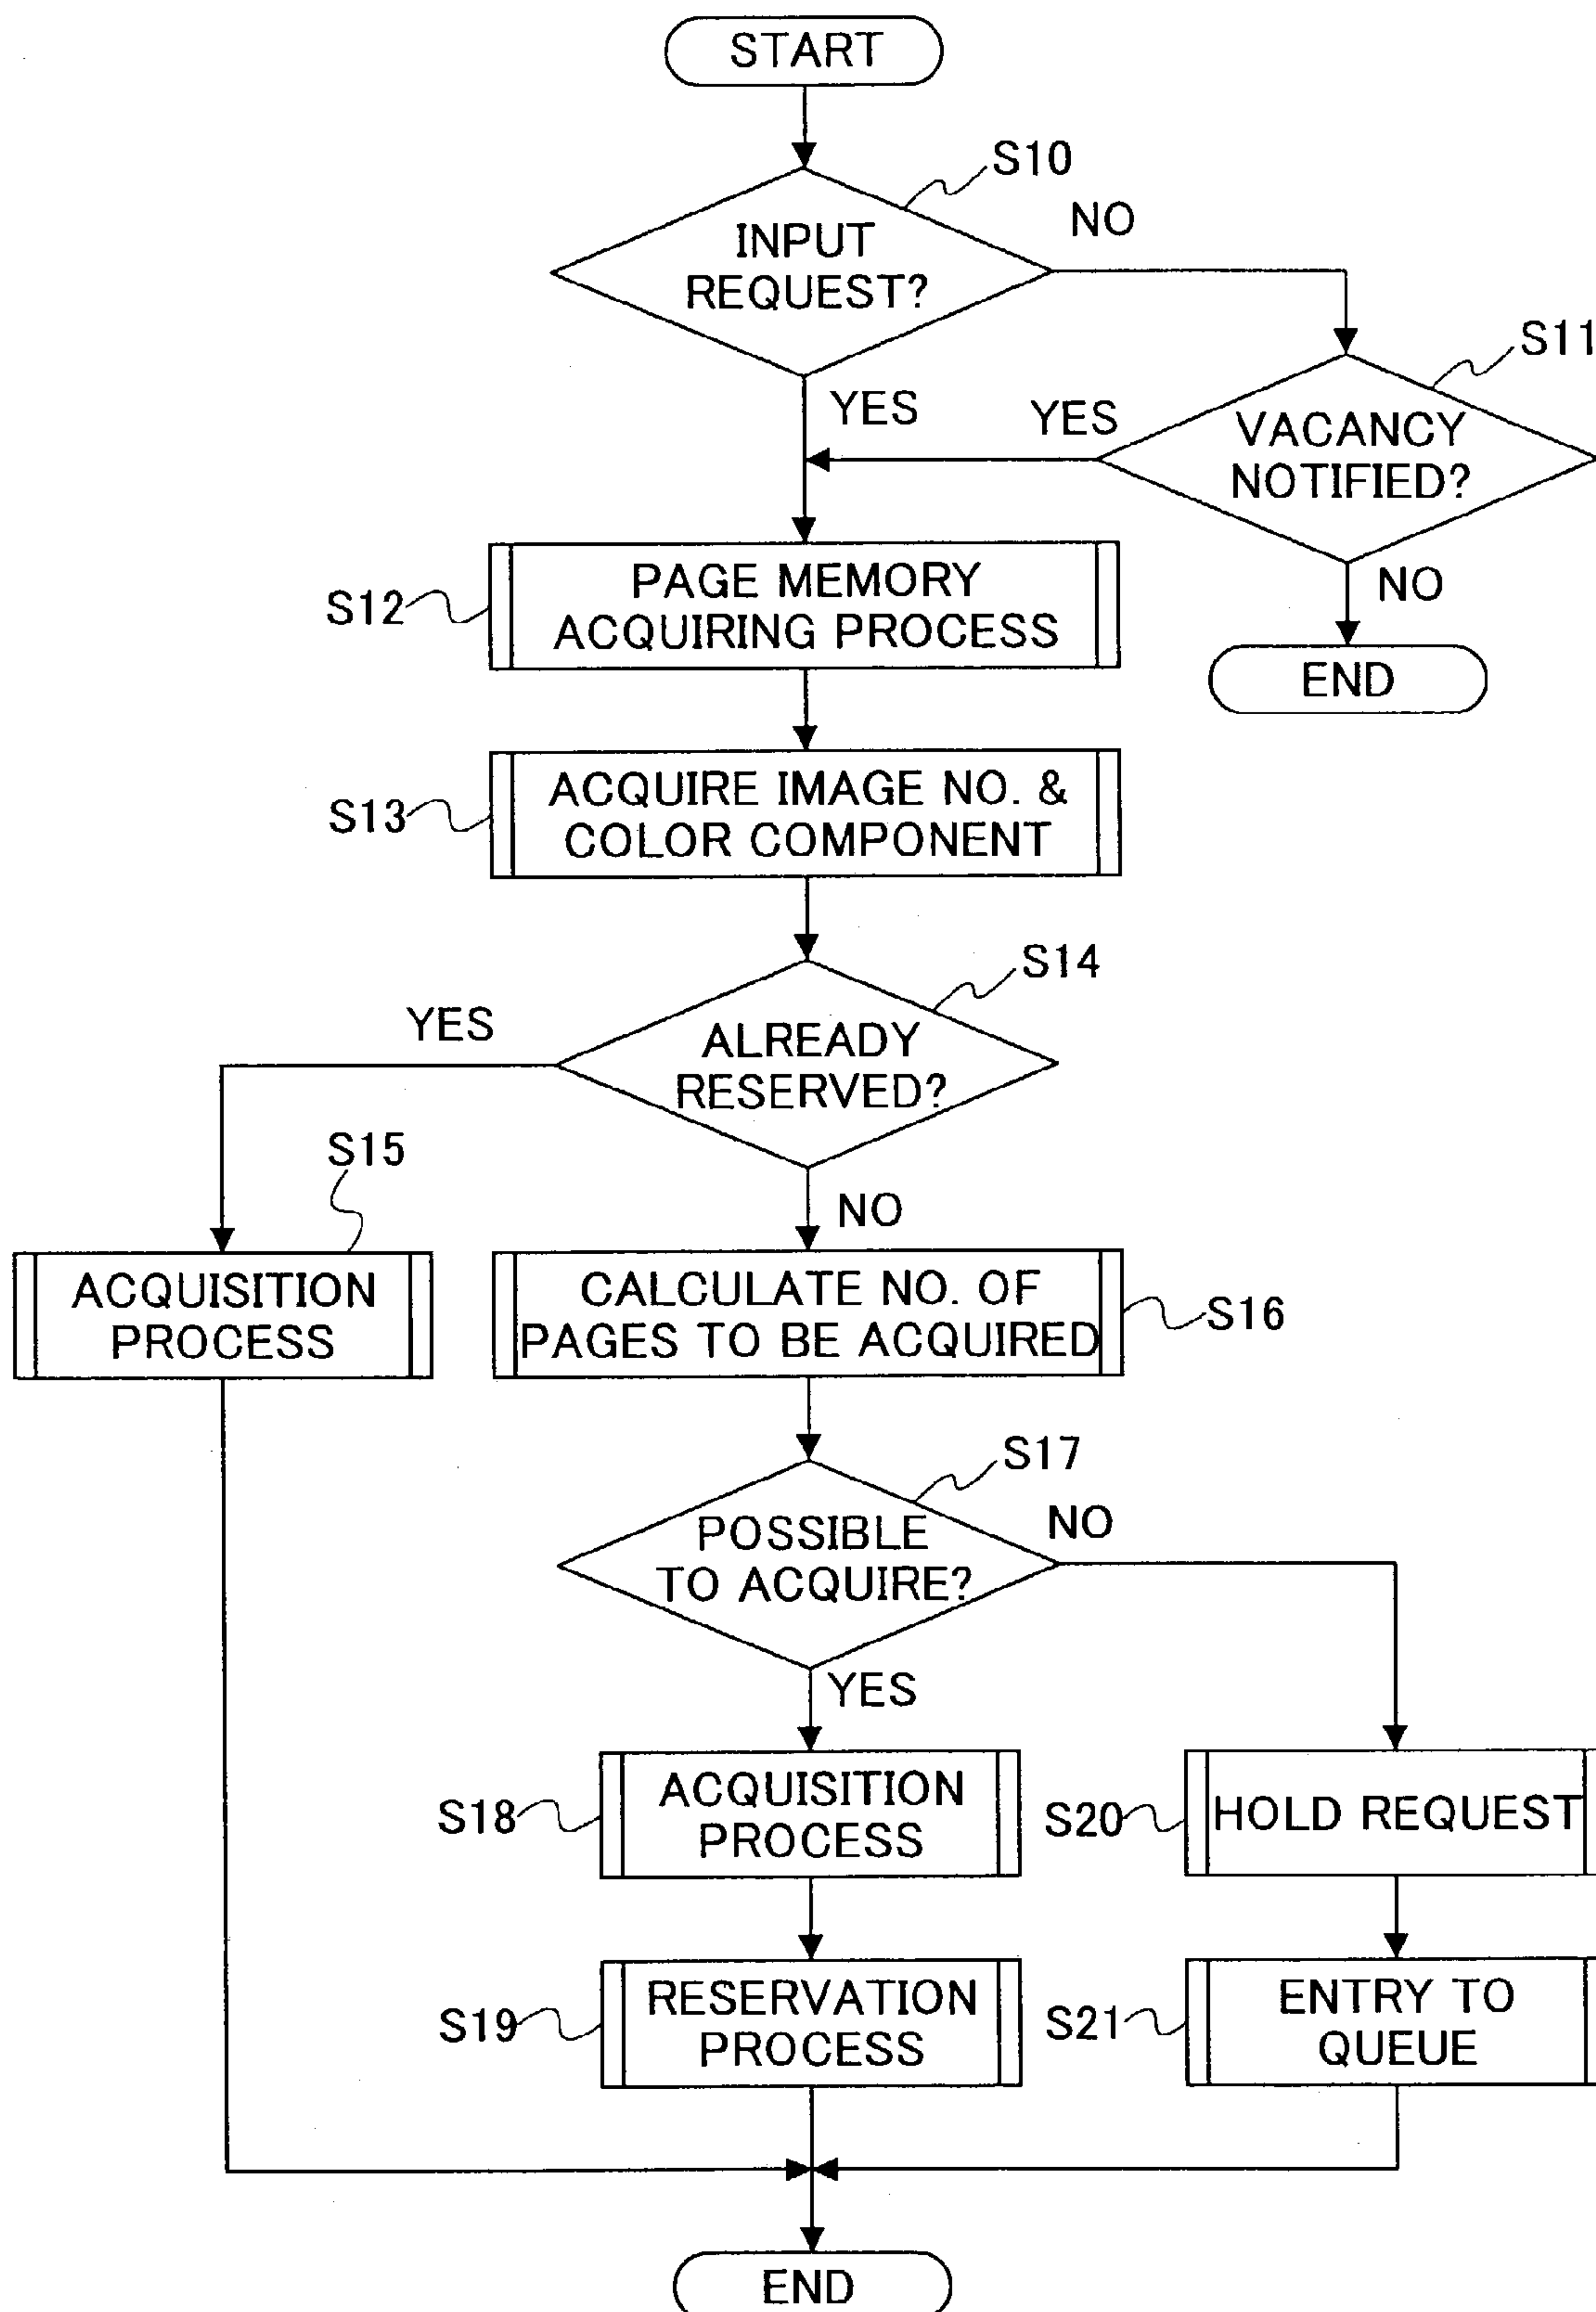 START
S10
INPUT
REQUEST?
NO
S11
YES
YES
VACANCY
NOTIFIED?
NO
END
S12
PAGE MEMORY
ACQUIRING PROCESS
S13
ACQUIRE IMAGE NO. &
COLOR COMPONENT
S14
YES
ALREADY
RESERVED?
S15
NO
ACQUISITION
PROCESS
CALCULATE NO. OF
PAGES TO BE ACQUIRED
S16
S17
NO
POSSIBLE
TO ACQUIRE?
YES
S18
ACQUISITION
PROCESS
S20
HOLD REQUEST
S19
RESERVATION
PROCESS
S21
ENTRY TO
QUEUE
END